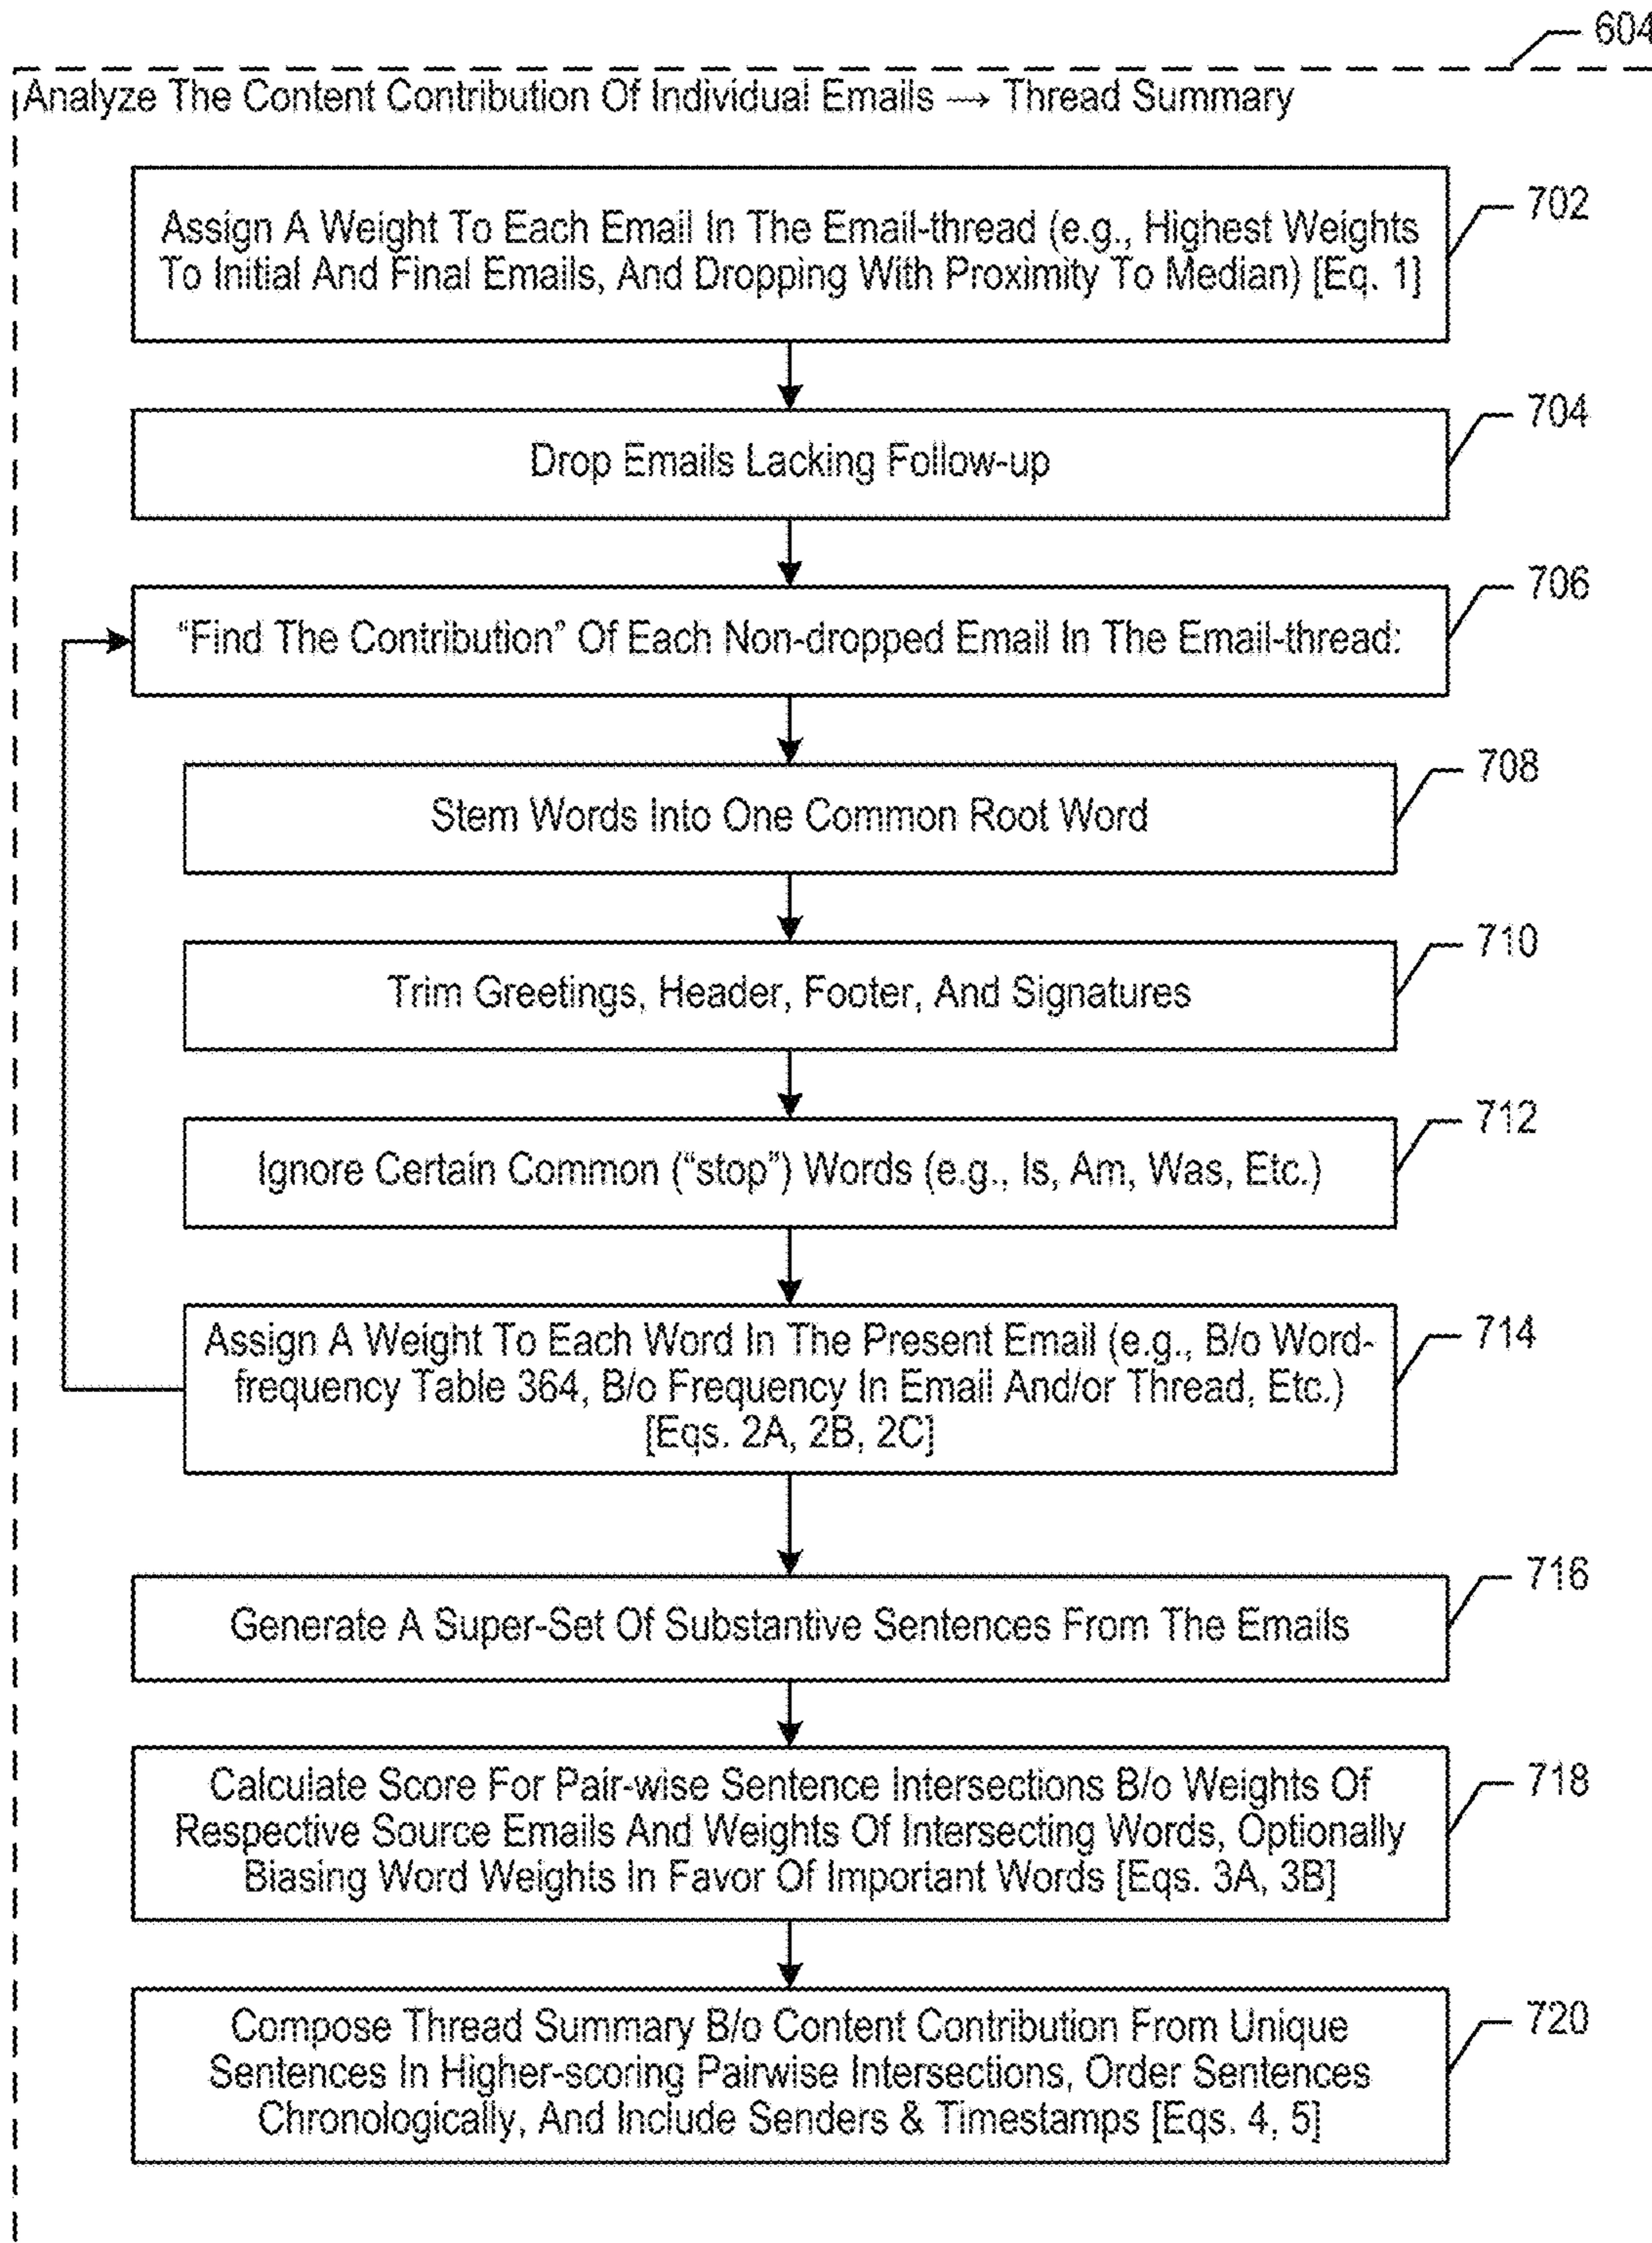 604
Analyze The Content Contribution Of Individual Emails → Thread Summary
702
Assign A Weight To Each Email In The Email-thread (e.g., Highest Weights
To Initial And Final Emails, And Dropping With Proximity To Median) [Eq. 1]
704
Drop Emails Lacking Follow-up
706
“Find The Contribution” Of Each Non-dropped Email In The Email-thread:
708
Stem Words Into One Common Root Word
710
Trim Greetings, Header, Footer, And Signatures
712
Ignore Certain Common (“stop”) Words (e.g., Is, Am, Was, Etc.)
714
Assign A Weight To Each Word In The Present Email (e.g., B/o Word-
frequency Table 364, B/o Frequency In Email And/or Thread, Etc.)
[Eqs. 2A, 2B, 2C]
716
Generate A Super-Set Of Substantive Sentences From The Emails
718
Calculate Score For Pair-wise Sentence Intersections B/o Weights Of
Respective Source Emails And Weights Of Intersecting Words, Optionally
Biasing Word Weights In Favor Of Important Words [Eqs. 3A, 3B]
720
Compose Thread Summary B/o Content Contribution From Unique
Sentences In Higher-scoring Pairwise Intersections, Order Sentences
Chronologically, And Include Senders & Timestamps [Eqs. 4, 5]